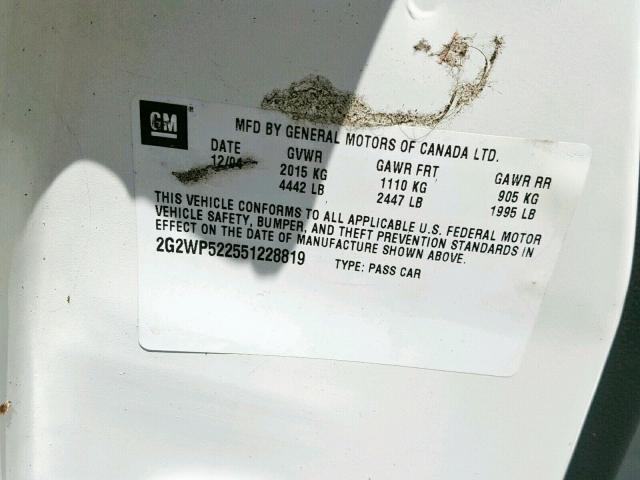 GM
MFD BY GENERAL MOTORS OF CANADA LTD.
DATE GVWR GAWR FRT GAWR RR
12/04 2015 KG 1110 KG 905 KG
4442 LB 2447 LB 1995 LB
THIS VEHICLE CONFORMS TO ALL APPLICABLE U.S. FEDERAL MOTOR
VEHICLE SAFETY, BUMPER, AND THEFT PREVENTION STANDARDS IN
EFFECT ON THE DATE OF MANUFACTURE SHOWN ABOVE.
2G2WP522551228819 TYPE: PASS CAR